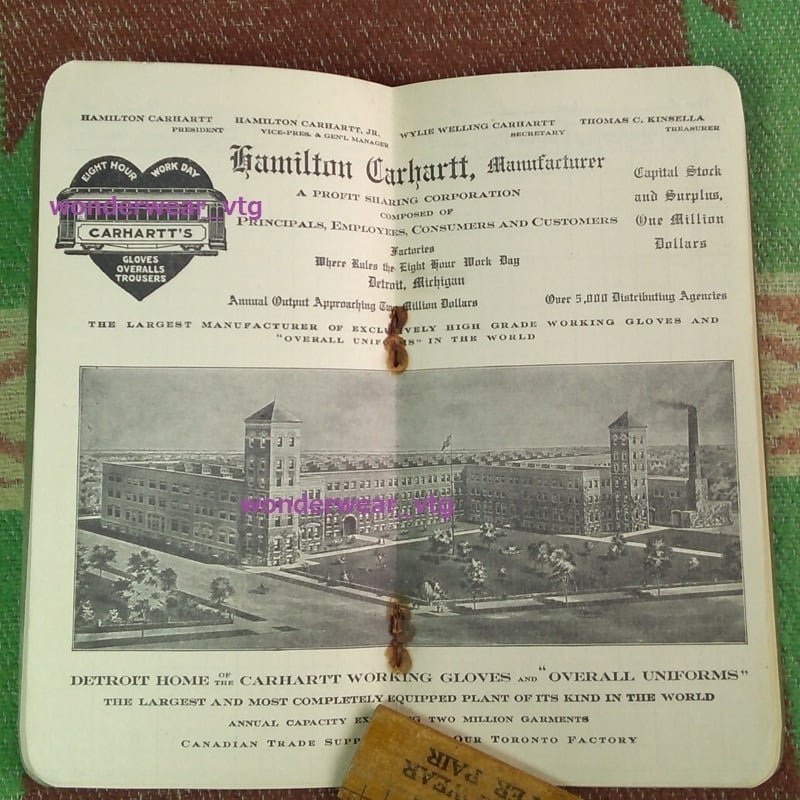 HAMILTON CARHARTT
PRESIDENT
HAMILTON CARHARTT, JR.
VICE-PRES. & GEN'L MANAGER
WYLIE WELLING CARHARTT
SECRETARY
THOMAS C. KINSELLA
TREASURER
EIGHT HOUR WORK DAY
CARHARTT'S
GLOVES
OVERALLS
TROUSERS
wonderwear_vtg
Hamilton Carhartt, Manufacturer
A PROFIT SHARING CORPORATION
COMPOSED OF
PRINCIPALS, EMPLOYEES, CONSUMERS AND CUSTOMERS
Capital Stock
and Surplus,
One Million
Dollars
Factories
Where Rules the Eight Hour Work Day
Detroit, Michigan
Annual Output Approaching Two Million Dollars
Over 5,000 Distributing Agencies
THE LARGEST MANUFACTURER OF EXCLUSIVELY HIGH GRADE WORKING GLOVES AND
"OVERALL UNIFORMS" IN THE WORLD
wonderwear_vtg
DETROIT HOME OF THE CARHARTT WORKING GLOVES AND "OVERALL UNIFORMS"
THE LARGEST AND MOST COMPLETELY EQUIPPED PLANT OF ITS KIND IN THE WORLD
ANNUAL CAPACITY TWO MILLION GARMENTS
CANADIAN TRADE OUR TORONTO FACTORY
WEAR
PAIR